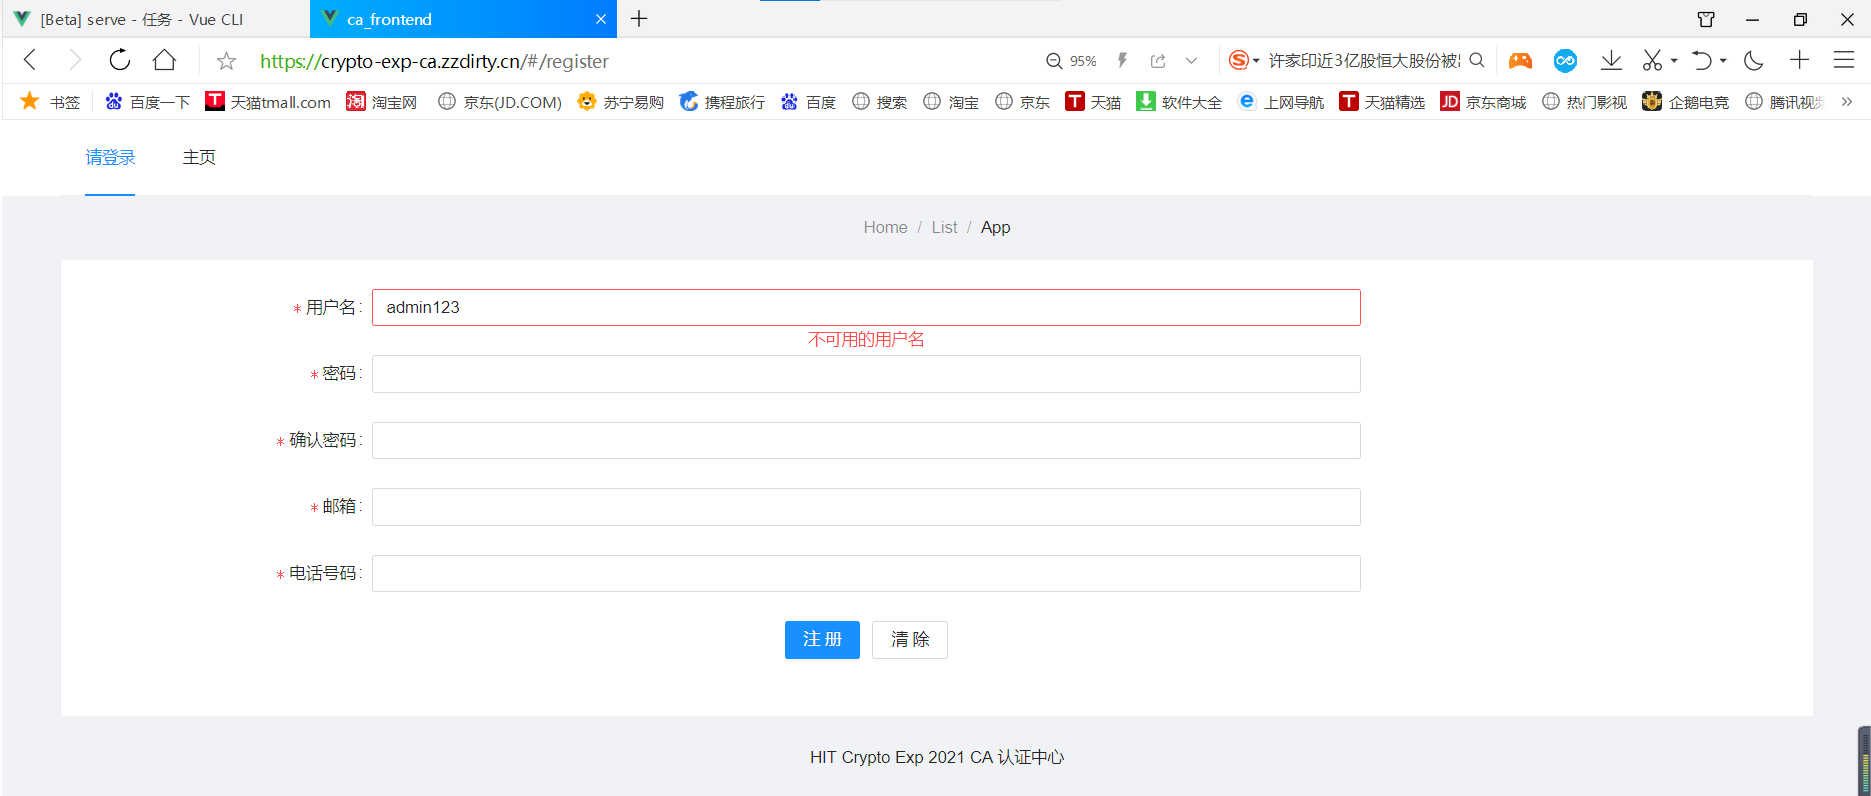 [Beta] serve - 任务 - Vue CLI ca_frontend
https://crypto-exp-ca.zzdirty.cn/#/register 95% 许家印近3亿股恒大股份被
书签 百度一下 天猫tmall.com 淘宝网 京东(JD.COM) 苏宁易购 携程旅行 百度 搜索 淘宝 京东 天猫 软件大全 上网导航 天猫精选 京东商城 热门影视 企鹅电竞 腾讯视频
请登录 主页
Home / List / App
* 用户名: admin123
不可用的用户名
* 密码:
* 确认密码:
* 邮箱:
* 电话号码:
注册 清除
HIT Crypto Exp 2021 CA 认证中心